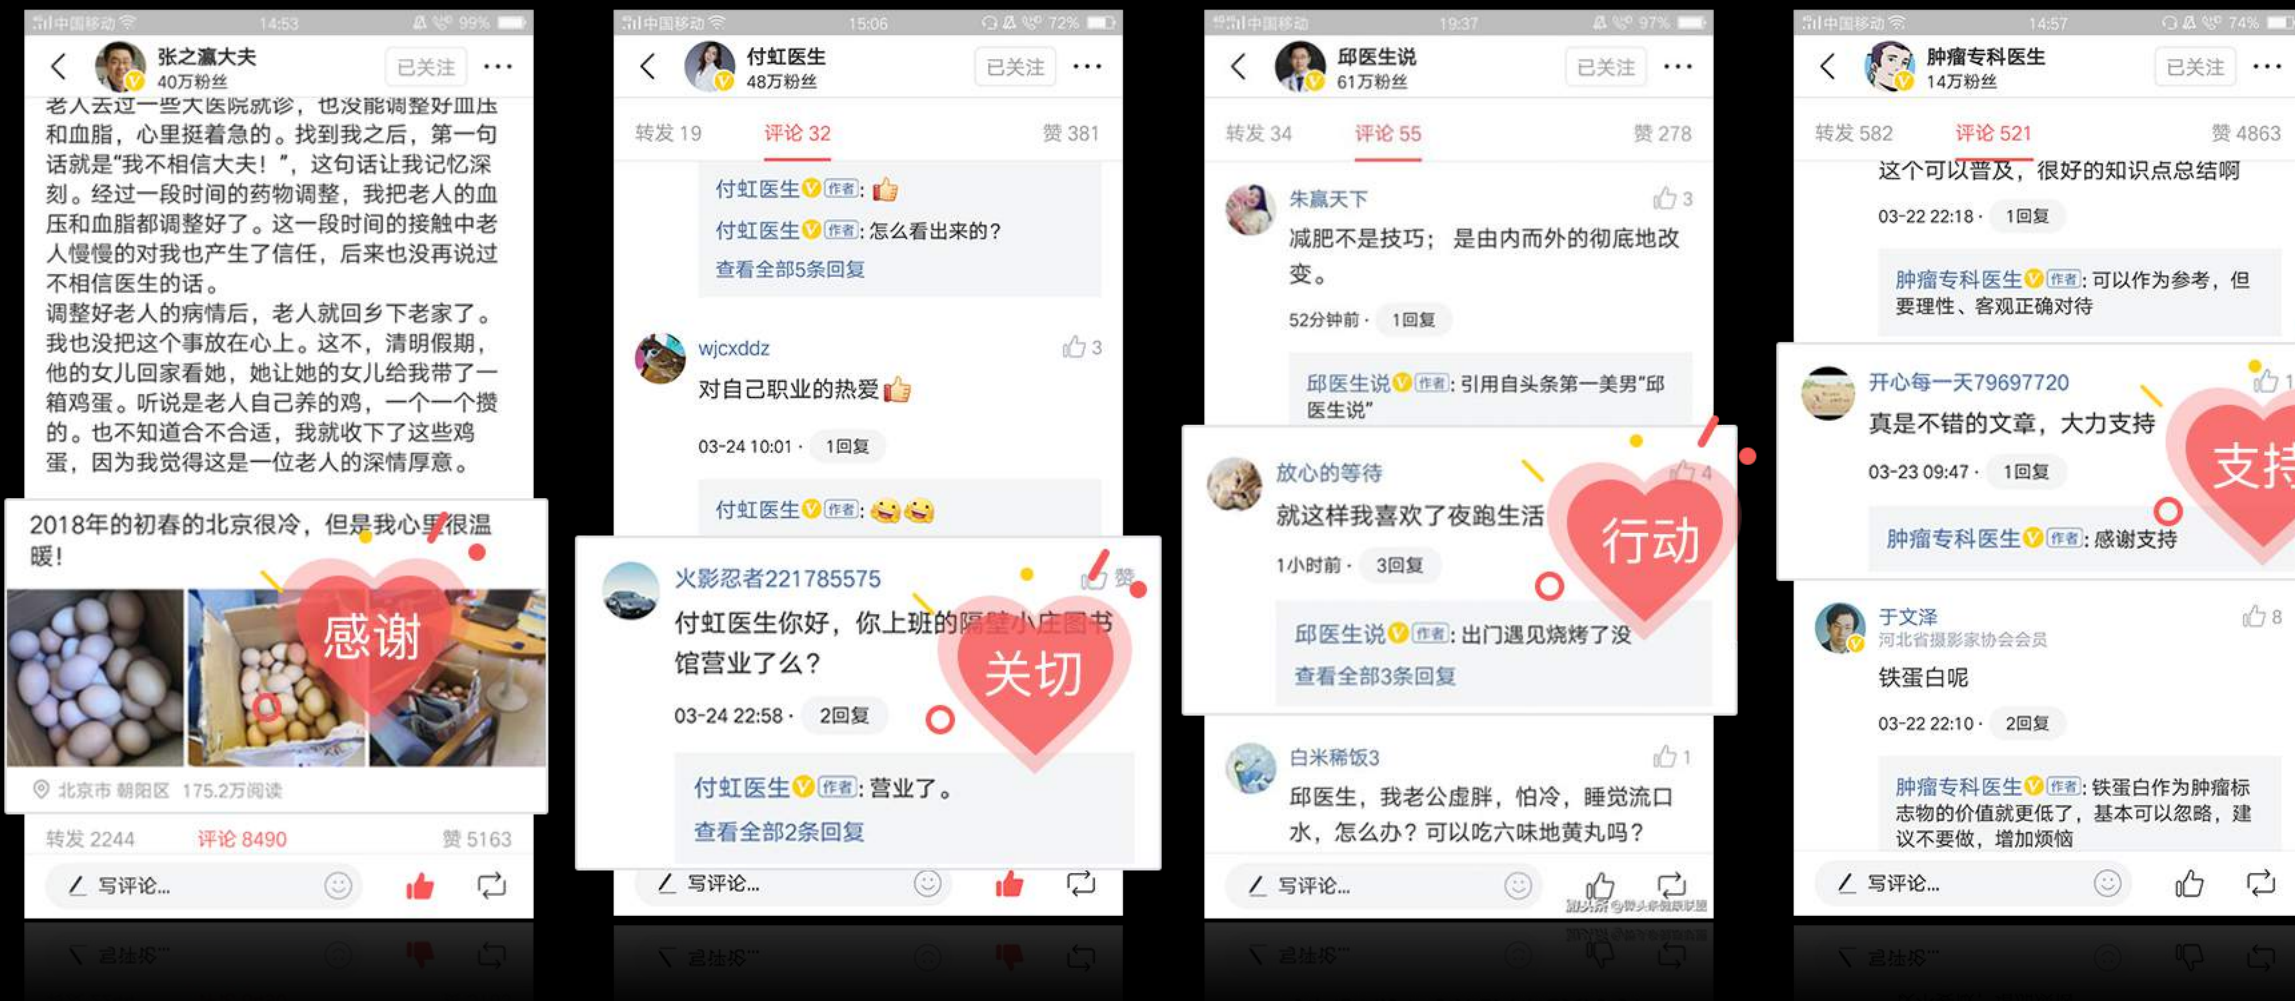 中国移动
14:53
99%
张之瀛大夫
40万粉丝
已关注
老人去过一些大医院就诊，也没能调整好血压
和血脂，心里挺着急的。找到我之后，第一句
话就是“我不相信大夫！”，这句话让我记忆深
刻。经过一段时间的药物调整，我把老人的血
压和血脂都调整好了。这一段时间的接触中老
人慢慢的对我也产生了信任，后来也没再说过
不相信医生的话。
调整好老人的病情后，老人就回乡下老家了。
我也没把这个事放在心上。这不，清明假期，
他的女儿回家看她，她让她的女儿给我带了一
箱鸡蛋。听说是老人自己养的鸡，一个一个攒
的。也不知道合不合适，我就收下了这些鸡
蛋，因为我觉得这是一位老人的深情厚意。
2018年的初春的北京很冷，但是我心里很温
暖！
感谢
北京市 朝阳区 175.2万阅读
转发 2244 评论 8490 赞 5163
写评论...
中国移动
15:06
72%
付虹医生
48万粉丝
已关注
转发 19 评论 32 赞 381
付虹医生 作者:
付虹医生 作者: 怎么看出来的？
查看全部5条回复
wjcxddz
3
对自己职业的热爱
03-24 10:01 · 1回复
付虹医生 作者:
火影忍者221785575
赞
付虹医生你好，你上班的隔壁小庄图书
馆营业了么？
关切
03-24 22:58 · 2回复
付虹医生 作者: 营业了。
查看全部2条回复
写评论...
中国移动
19:37
97%
邱医生说
61万粉丝
已关注
转发 34 评论 55 赞 278
朱赢天下
3
减肥不是技巧； 是由内而外的彻底地改
变。
52分钟前 · 1回复
邱医生说 作者: 引用自头条第一美男“邱
医生说”
放心的等待
4
就这样我喜欢了夜跑生活
行动
1小时前 · 3回复
邱医生说 作者: 出门遇见烧烤了没
查看全部3条回复
白米稀饭3
1
邱医生，我老公虚胖，怕冷，睡觉流口
水，怎么办？可以吃六味地黄丸吗？
写评论...
中国移动
14:57
74%
肿瘤专科医生
14万粉丝
已关注
转发 582 评论 521 赞 4863
这个可以普及，很好的知识点总结啊
03-22 22:18 · 1回复
肿瘤专科医生 作者: 可以作为参考，但
要理性、客观正确对待
开心每一天79697720
1
真是不错的文章，大力支持
支持
03-23 09:47 · 1回复
肿瘤专科医生 作者: 感谢支持
于文泽
8
河北省摄影家协会会员
铁蛋白呢
03-22 22:10 · 2回复
肿瘤专科医生 作者: 铁蛋白作为肿瘤标
志物的价值就更低了，基本可以忽略，建
议不要做，增加烦恼
写评论...